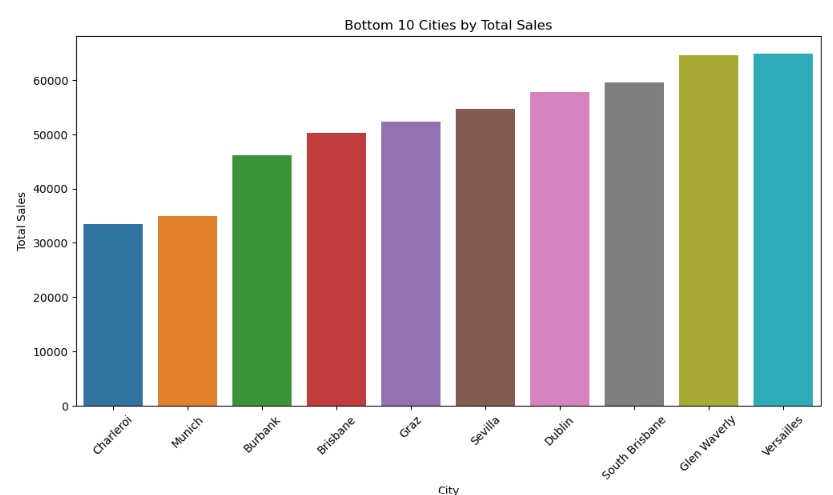 Bottom 10 Cities by Total Sales
Total Sales
60000
50000
40000
30000
20000
10000
0
Charleroi
Munich
Burbank
Brisbane
Graz
Sevilla
Dublin
South Brisbane
Glen Waverly
Versailles
City